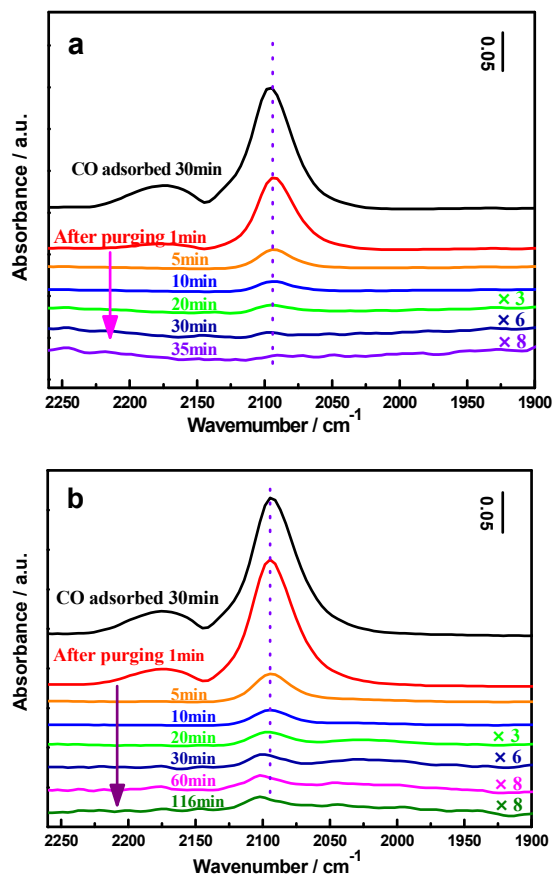 a
0.05
CO adsorbed 30min
After purging 1min
5min
10min
20min
× 3
30min
× 6
35min
× 8
Absorbance / a.u.
2250 2200 2150 2100 2050 2000 1950 1900
Wavemumber / cm-1
b
0.05
CO adsorbed 30min
After purging 1min
5min
10min
20min
× 3
30min
× 6
60min
× 8
116min
× 8
Absorbance / a.u.
2250 2200 2150 2100 2050 2000 1950 1900
Wavenumber / cm-1